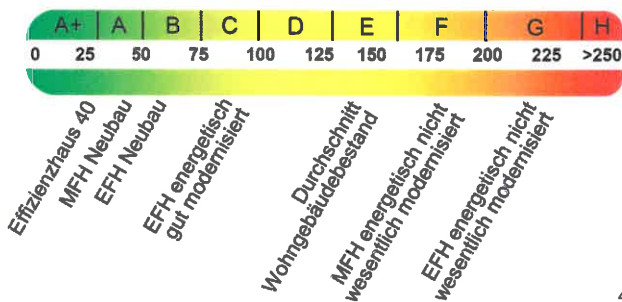 A+ A B C D E F G H
0 25 50 75 100 125 150 175 200 225 >250
Effizienzhaus 40
MFH Neubau
EFH Neubau
EFH energetisch
gut modernisiert
Durchschnitt
Wohngebäudebestand
MFH energetisch nicht
wesentlich modernisiert
EFH energetisch nicht
wesentlich modernisiert